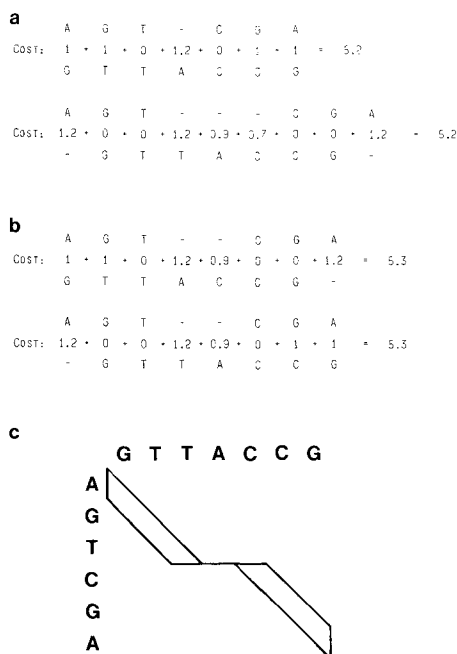 a
A G T - C G A
COST: 1 + 1 + 0 + 1.2 + 0 + 1 + 1 = 5.2
G T T A C C G
A G T - - - C G A
COST: 1.2 + 0 + 0 + 1.2 + 0.9 + 0.7 + 0 + 0 + 1.2 = 5.2
- G T T A C C G -
b
A G T - - C G A
COST: 1 + 1 + 0 + 1.2 + 0.9 + 0 + 0 + 1.2 = 5.3
G T T A C C G -
A G T - - C G A
COST: 1.2 + 0 + 0 + 1.2 + 0.9 + 0 + 1 + 1 = 5.3
- G T T A C C G
c
G T T A C C G
A
G
T
C
G
A